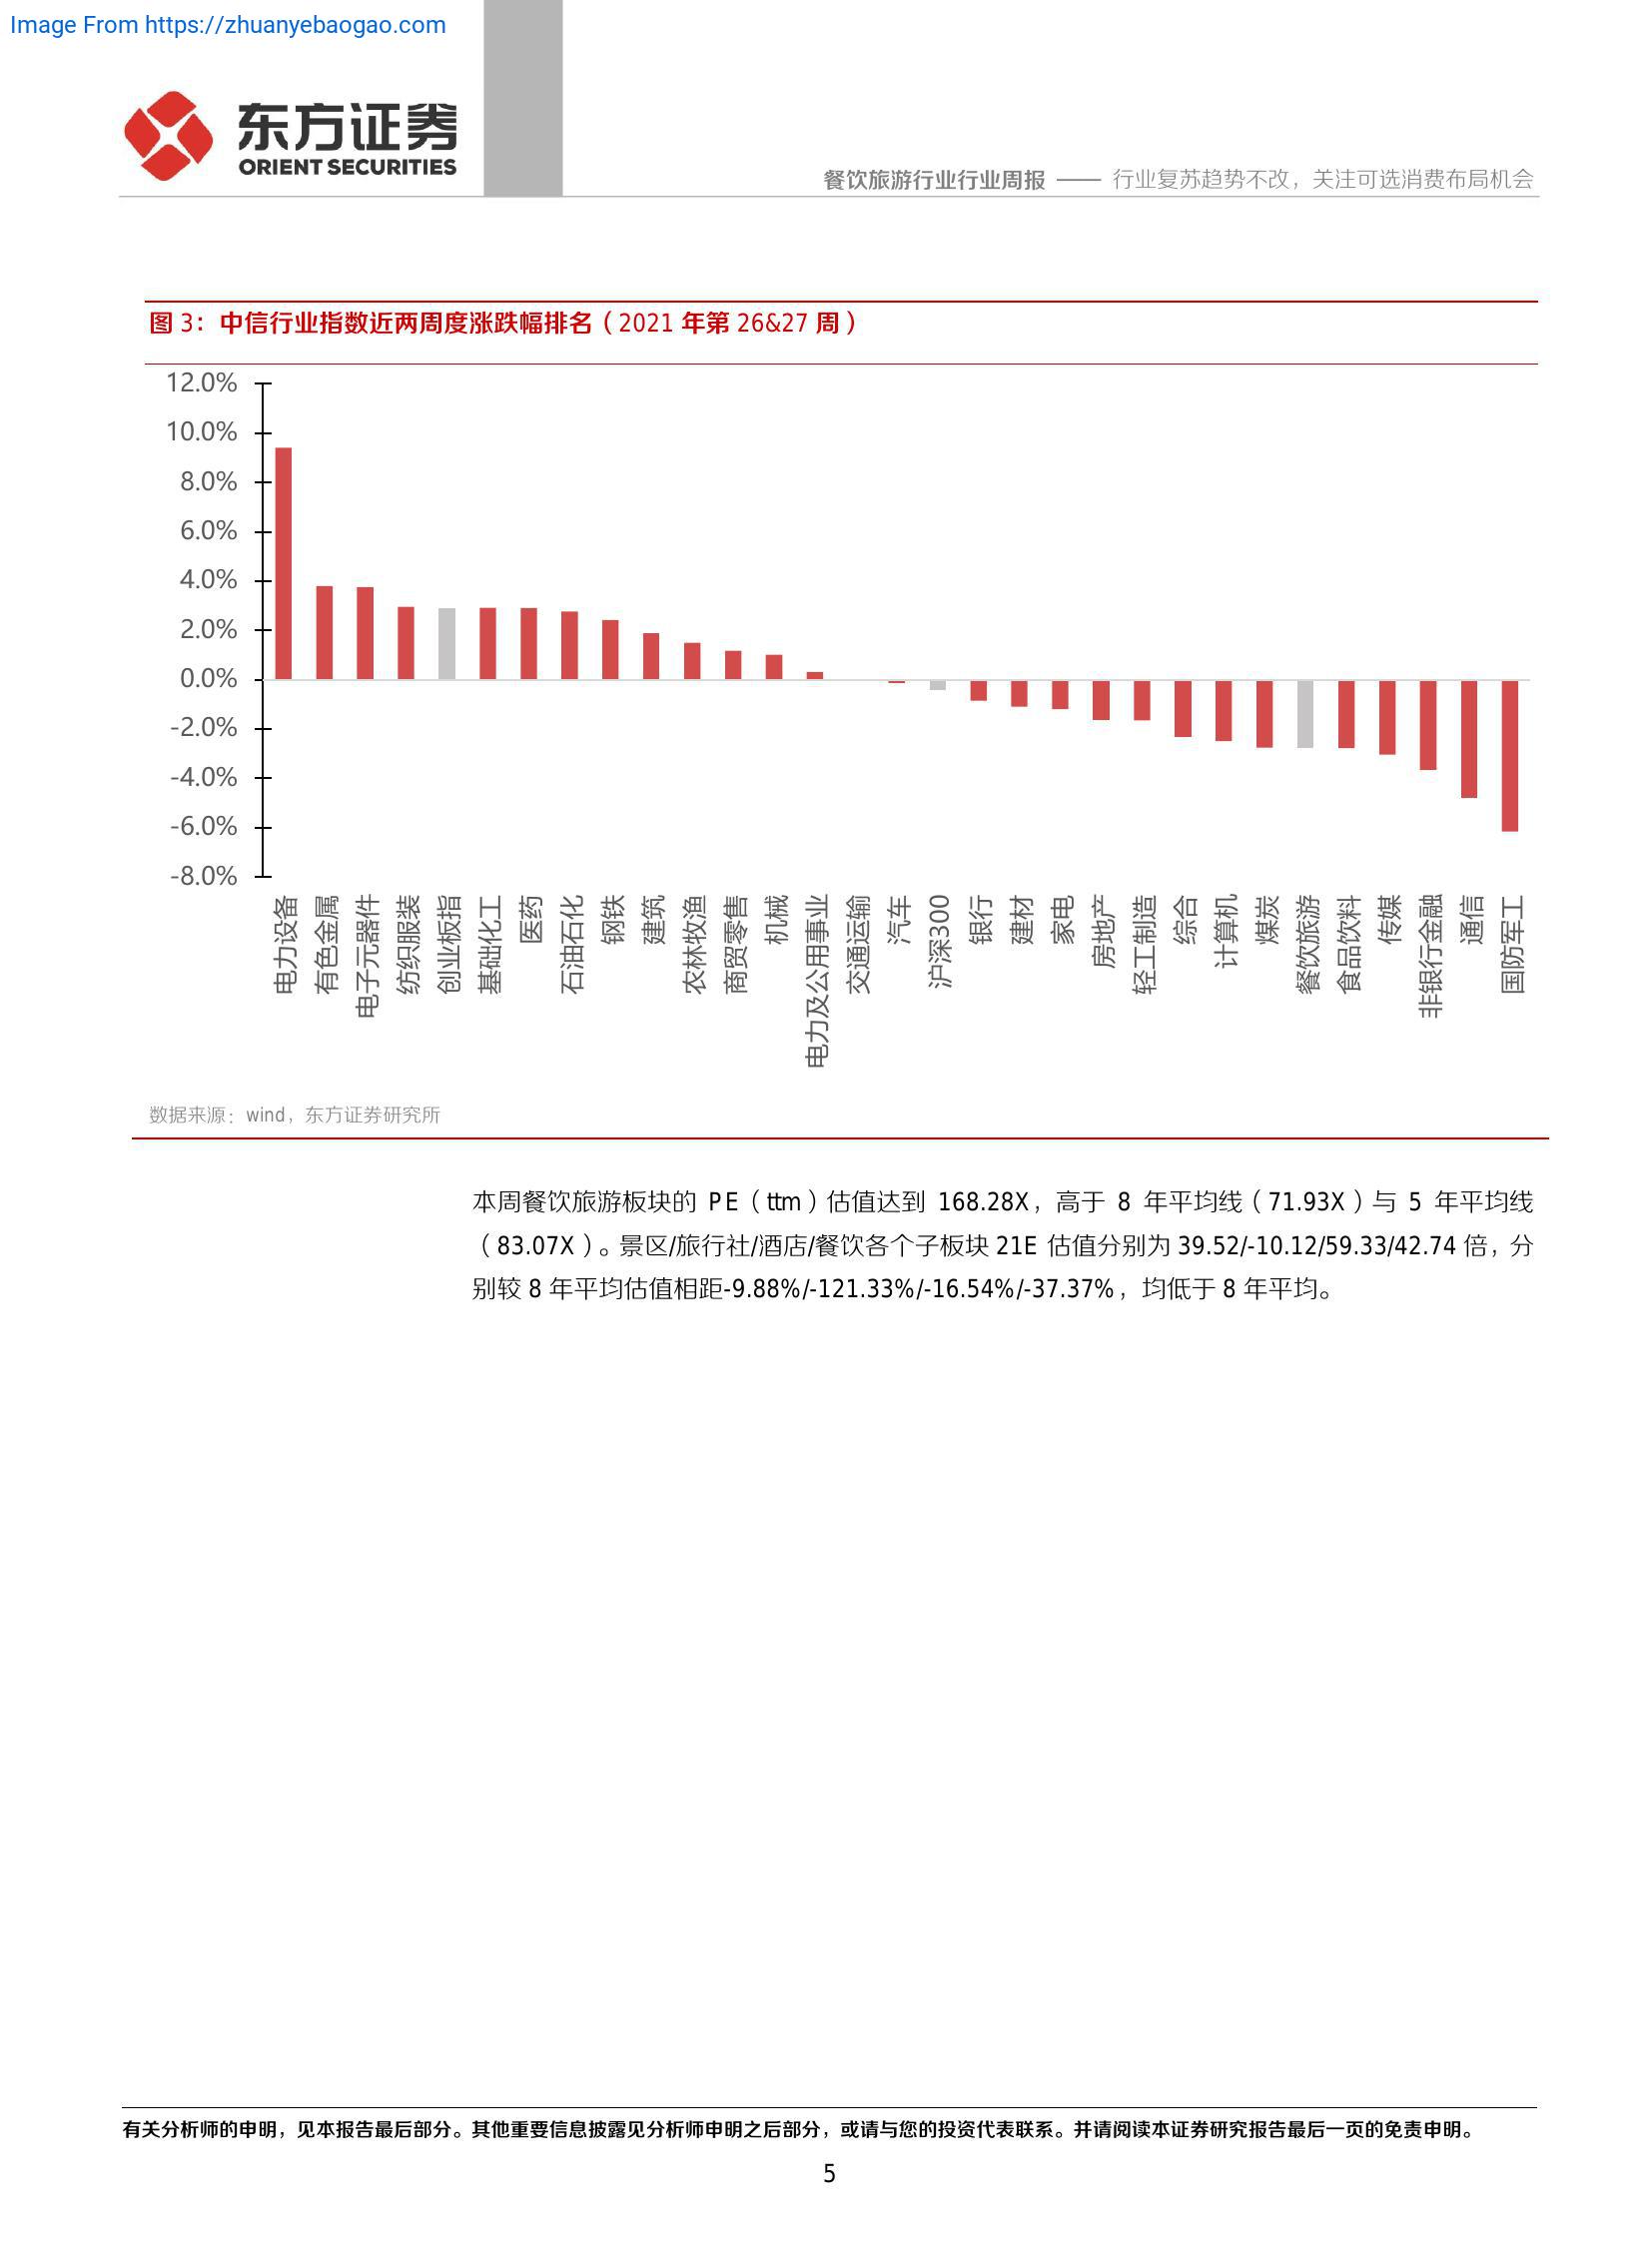 Image From https://zhuanyebaogao.com
东方证券
ORIENT SECURITIES
餐饮旅游行业行业周报 —— 行业复苏趋势不改，关注可选消费布局机会
图 3：中信行业指数近两周度涨跌幅排名（2021 年第 26&27 周）
12.0%
10.0%
8.0%
6.0%
4.0%
2.0%
0.0%
-2.0%
-4.0%
-6.0%
-8.0%
电力设备
有色金属
电子元器件
纺织服装
创业板指
基础化工
医药
石油石化
钢铁
建筑
农林牧渔
商贸零售
机械
电力及公用事业
交通运输
汽车
沪深300
银行
建材
家电
房地产
轻工制造
综合
计算机
煤炭
餐饮旅游
食品饮料
传媒
非银行金融
通信
国防军工
数据来源：wind，东方证券研究所
本周餐饮旅游板块的 PE（ttm）估值达到 168.28X，高于 8 年平均线（71.93X）与 5 年平均线
（83.07X）。景区/旅行社/酒店/餐饮各个子板块 21E 估值分别为 39.52/-10.12/59.33/42.74 倍，分
别较 8 年平均估值相距-9.88%/-121.33%/-16.54%/-37.37%，均低于 8 年平均。
有关分析师的申明，见本报告最后部分。其他重要信息披露见分析师申明之后部分，或请与您的投资代表联系。并请阅读本证券研究报告最后一页的免责申明。
5